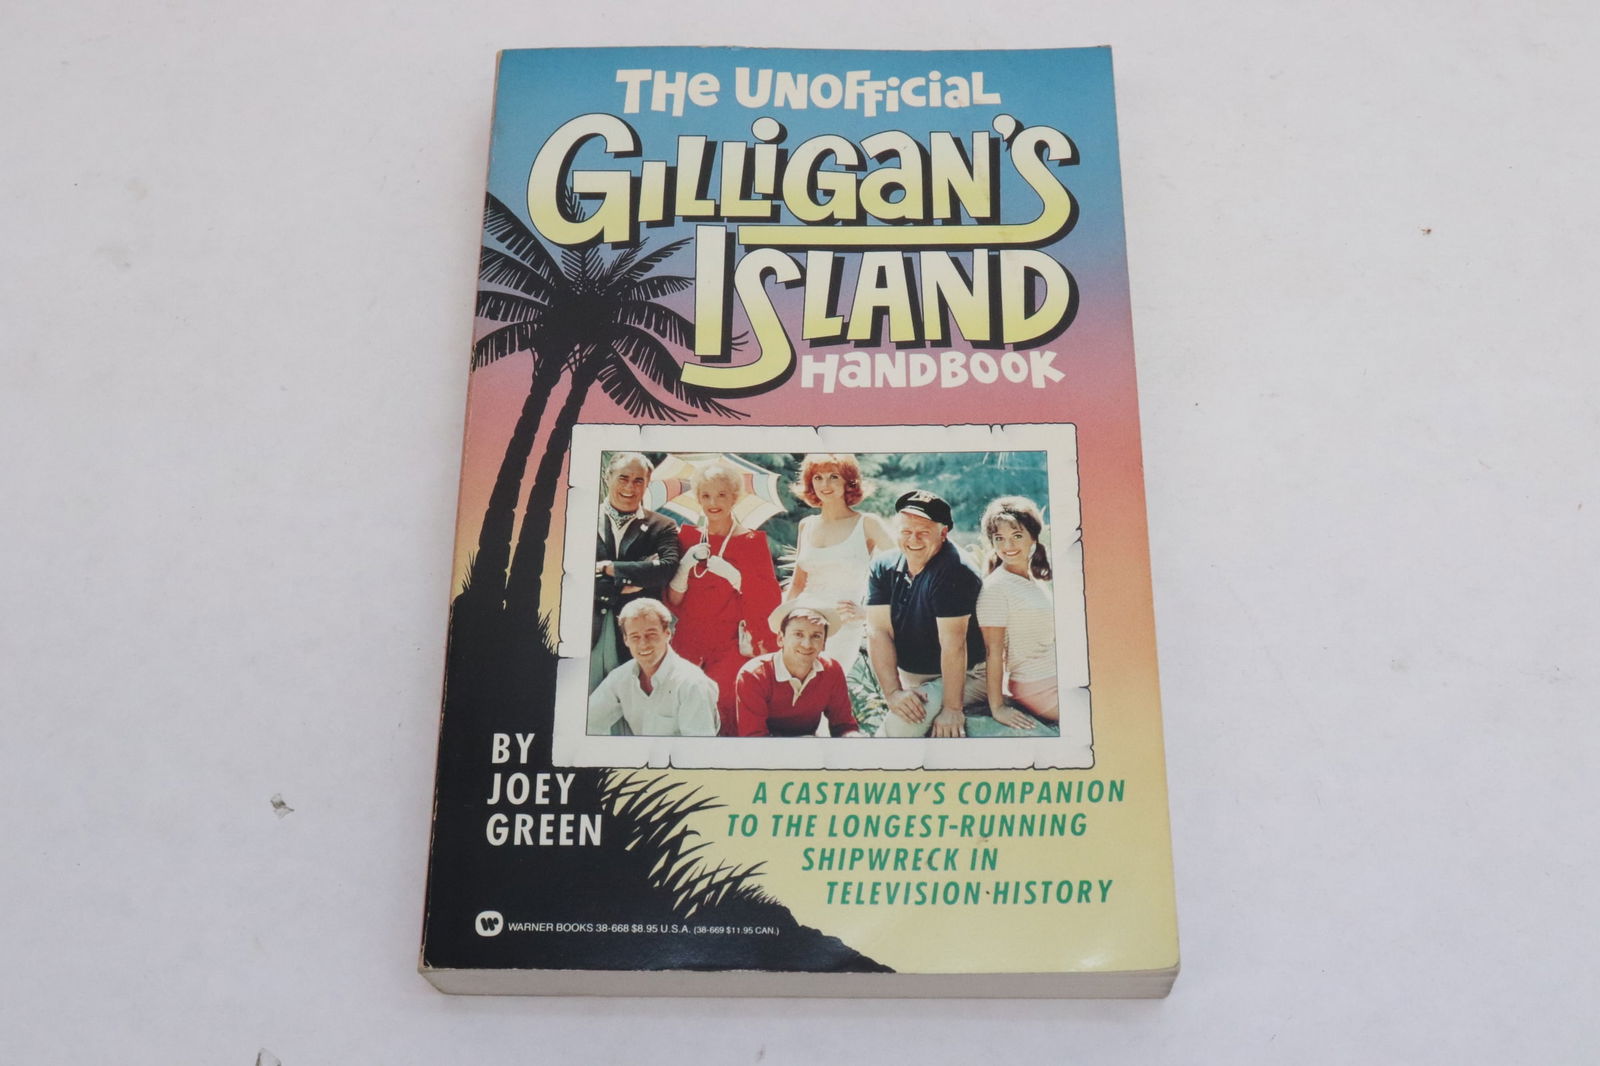 THe UNOFFiciaL
GiLLiGaN'S
ISLAND
HaNDBOOK
BY
JOEY
GREEN
A CASTAWAY'S COMPANION
TO THE LONGEST-RUNNING
SHIPWRECK IN
TELEVISION HISTORY
WARNER BOOKS 38-668 $8.95 U.S.A. (38-669 $11.95 CAN.)